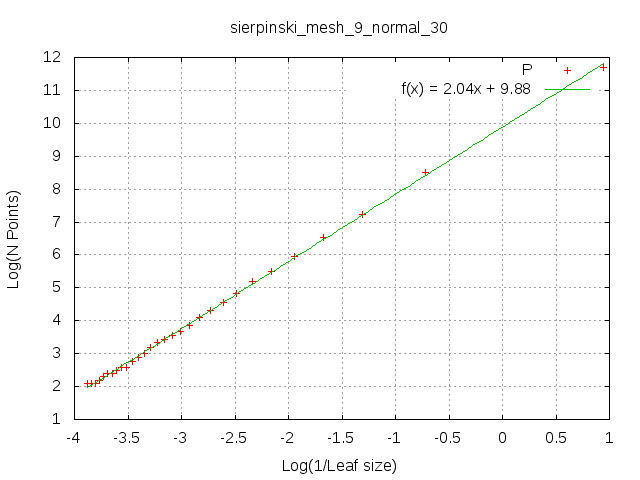 sierpinski_mesh_9_normal_30
12
11
10
9
8
7
6
5
4
3
2
1
Log(N Points)
P
f(x) = 2.04x + 9.88
-4 -3.5 -3 -2.5 -2 -1.5 -1 -0.5 0 0.5 1
Log(1/Leaf size)